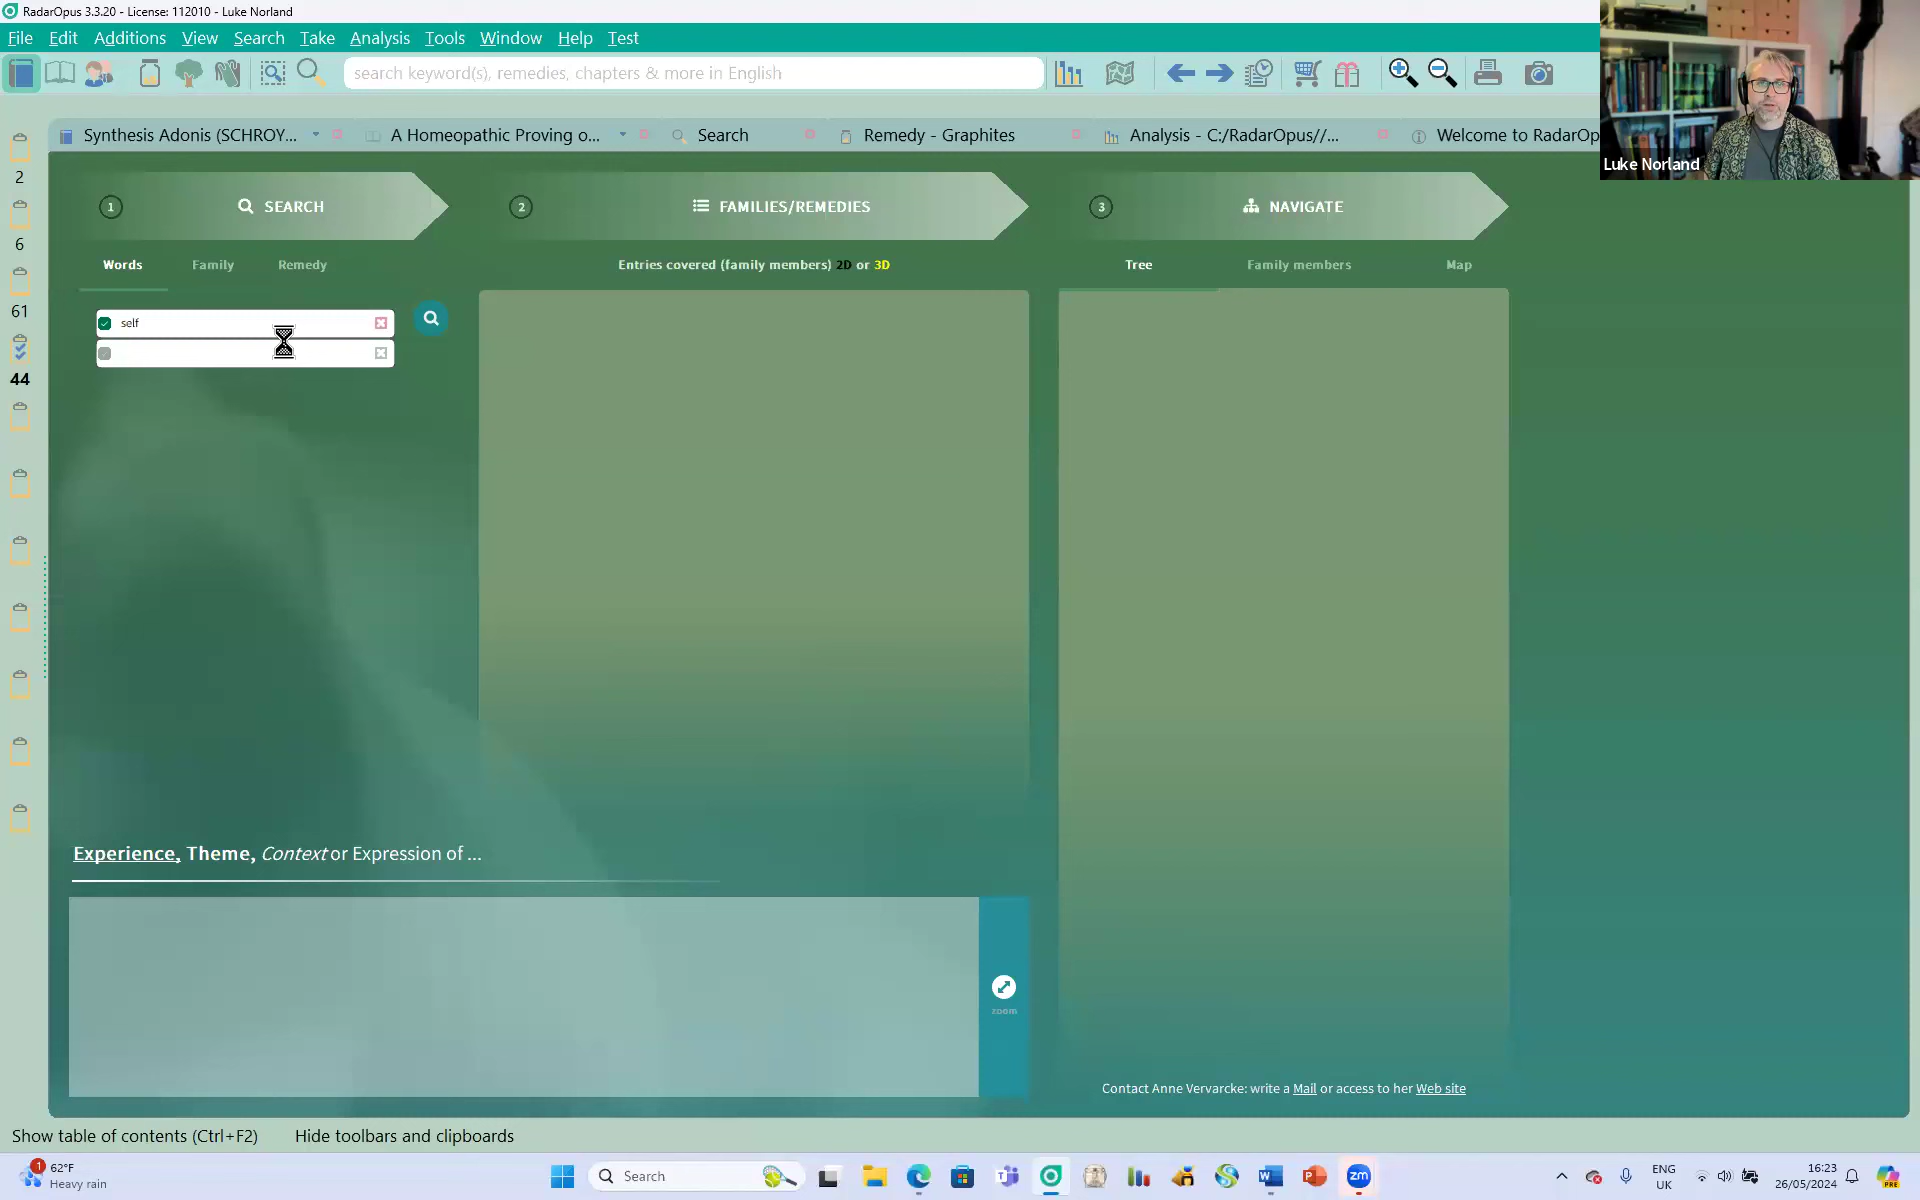 RadarOpus 3.3.20 - License: 112010 - Luke Norland
File Edit Additions View Search Take Analysis Tools Window Help Test
search keyword(s), remedies, chapters & more in English
Synthesis Adonis (SCHROY... A Homeopathic Proving o... Search Remedy - Graphites Analysis - C:/RadarOpus//... Welcome to RadarOp
Luke Norland
2
6
61
44
1 SEARCH 2 FAMILIES/REMEDIES 3 NAVIGATE
Words Family Remedy Entries covered (family members) 2D or 3D Tree Family members Map
self
Experience, Theme, Context or Expression of ...
zoom
Contact Anne Vervarcke: write a Mail or access to her Web site
Show table of contents (Ctrl+F2) Hide toolbars and clipboards
1 62°F
Heavy rain
Search
zm
ENG
UK
16:23
26/05/2024
PRE